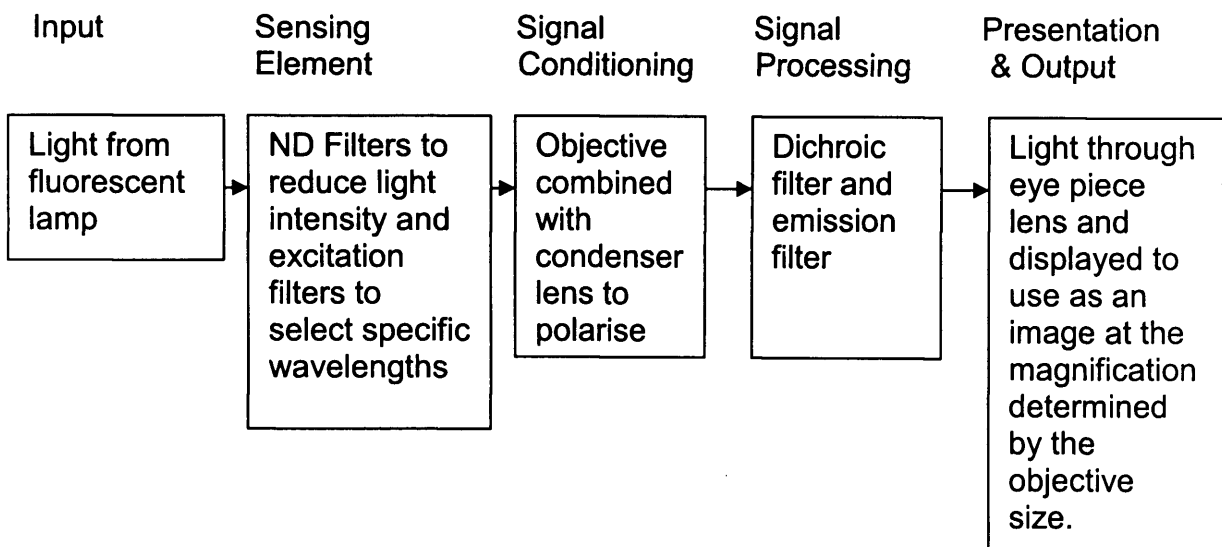 Input
Sensing
Element
Signal
Conditioning
Signal
Processing
Presentation
& Output
Light from
fluorescent
lamp
ND Filters to
reduce light
intensity and
excitation
filters to
select specific
wavelengths
Objective
combined
with
condenser
lens to
polarise
Dichroic
filter and
emission
filter
Light through
eye piece
lens and
displayed to
use as an
image at the
magnification
determined
by the
objective
size.